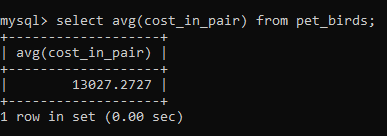 mysql> select avg(cost_in_pair) from pet_birds;
+-------------------+
| avg(cost_in_pair) |
+-------------------+
|        13027.2727 |
+-------------------+
1 row in set (0.00 sec)